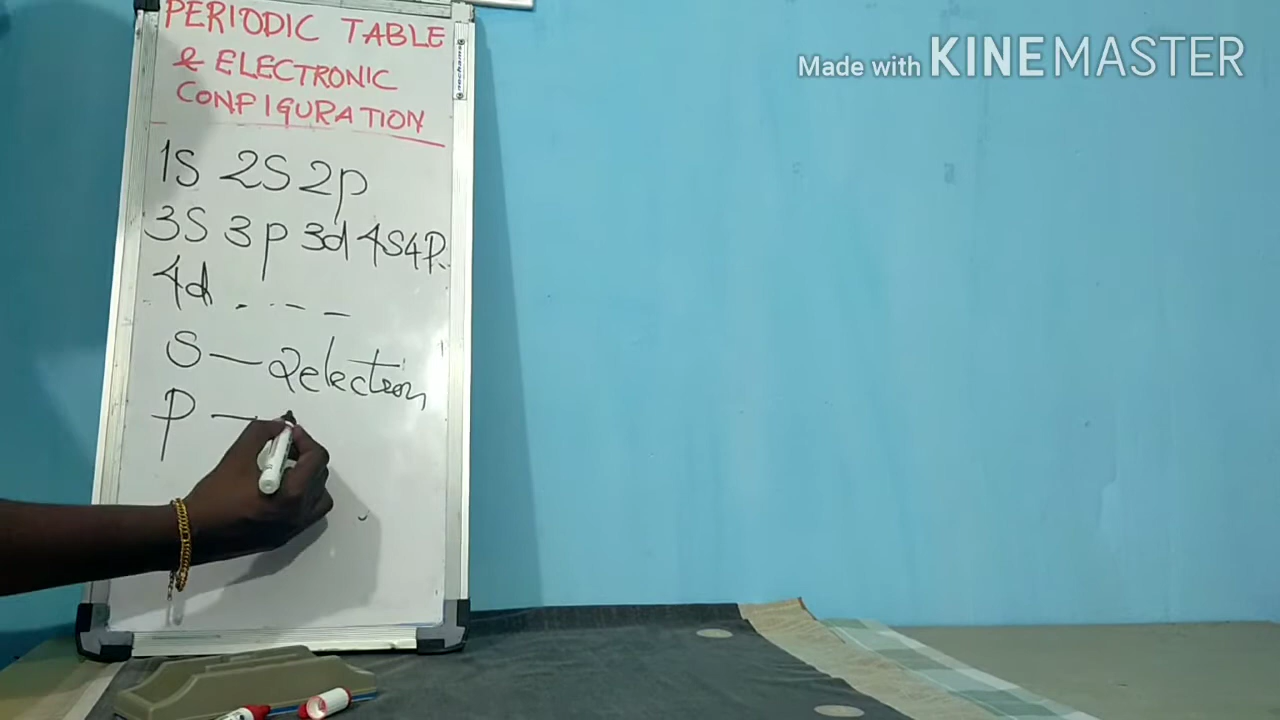 PERIODIC TABLE
& ELECTRONIC
CONFIGURATION
1S 2S 2p
3S 3p 3d 4S 4P
4d . . - - -
S — 2electron
P —
Made with KINEMASTER